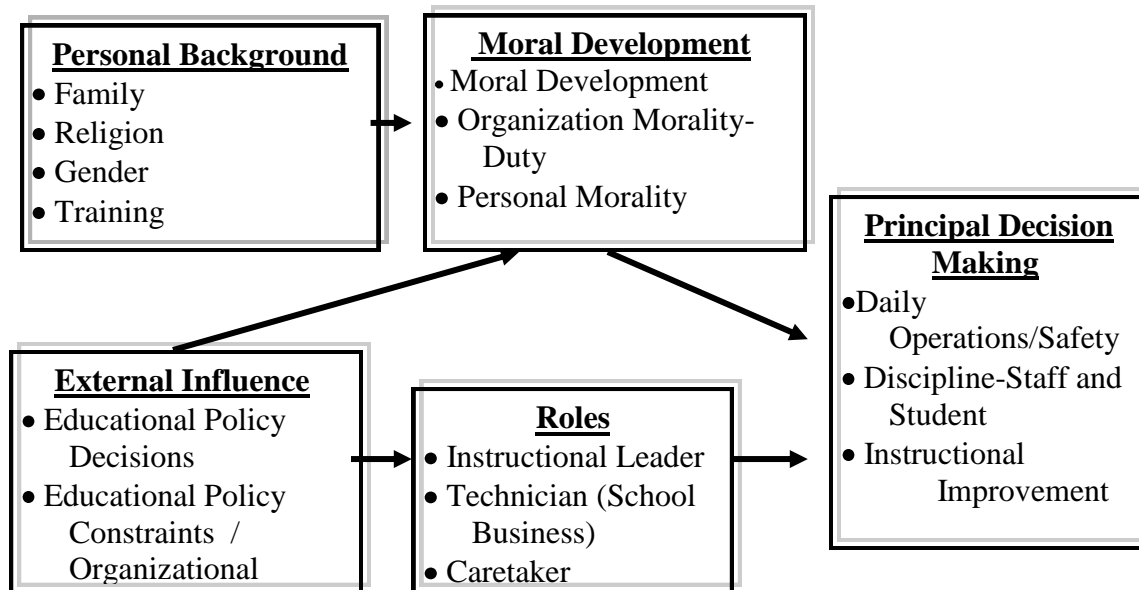 Personal Background
• Family
• Religion
• Gender
• Training
Moral Development
• Moral Development
• Organization Morality-
Duty
• Personal Morality
Principal Decision
Making
•Daily
Operations/Safety
• Discipline-Staff and
Student
• Instructional
Improvement
External Influence
• Educational Policy
Decisions
• Educational Policy
Constraints /
Organizational
Roles
• Instructional Leader
• Technician (School
Business)
• Caretaker